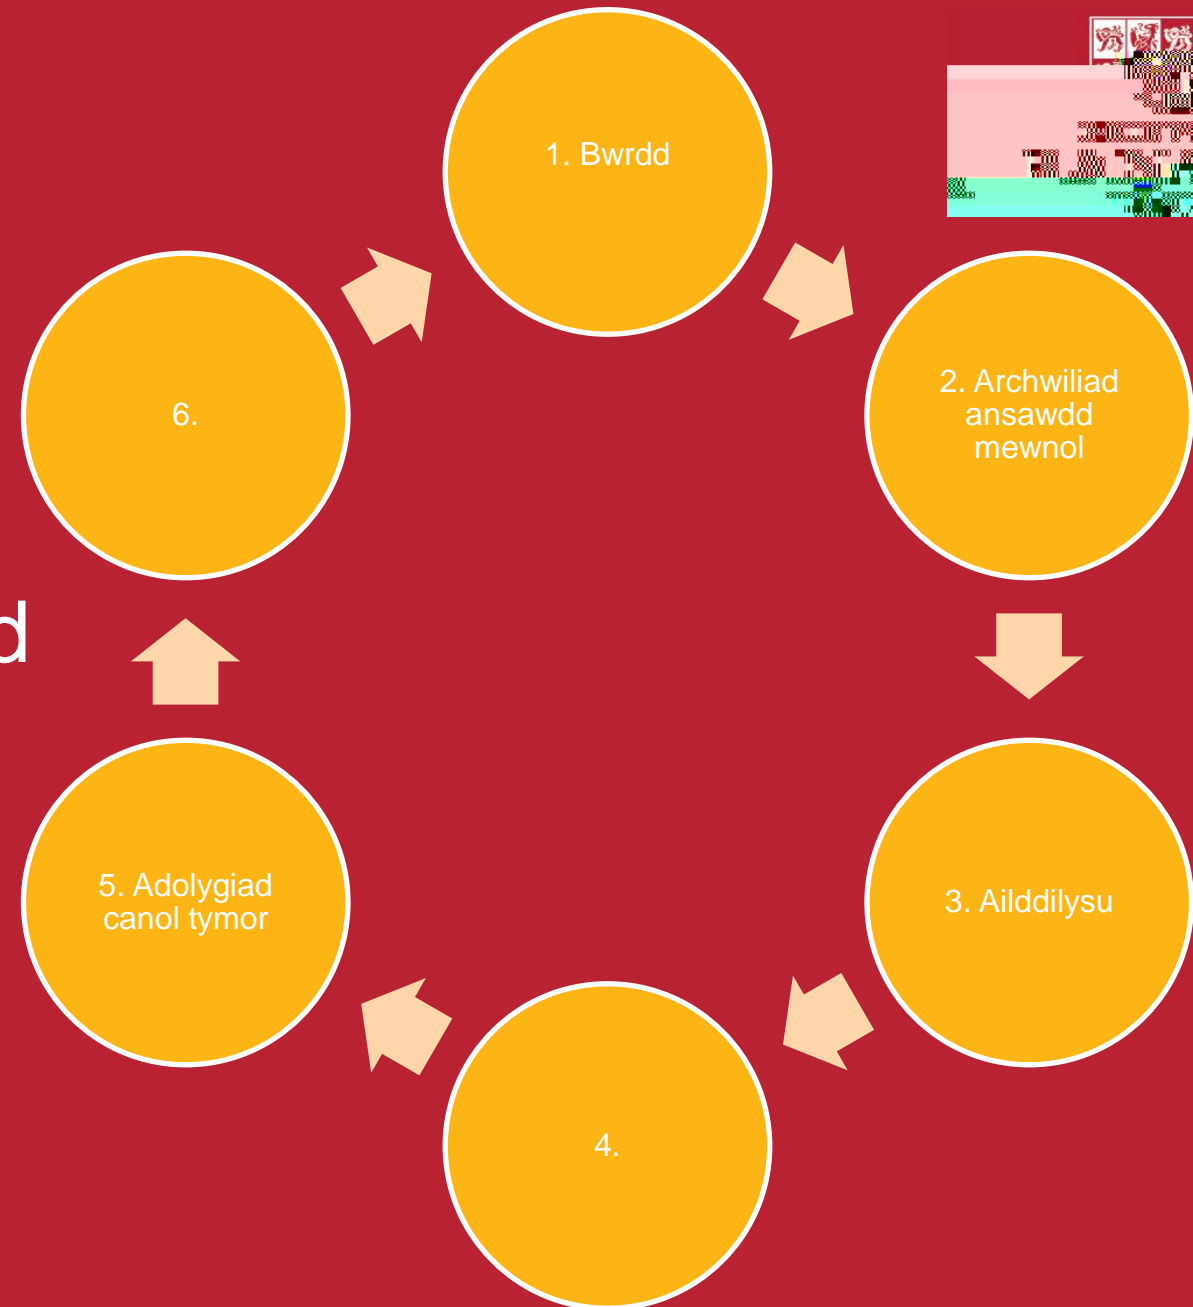 1. Bwrdd
2. Archwiliad
ansawdd
mewnol
3. Ailddilysu
4.
5. Adolygiad
canol tymor
6.